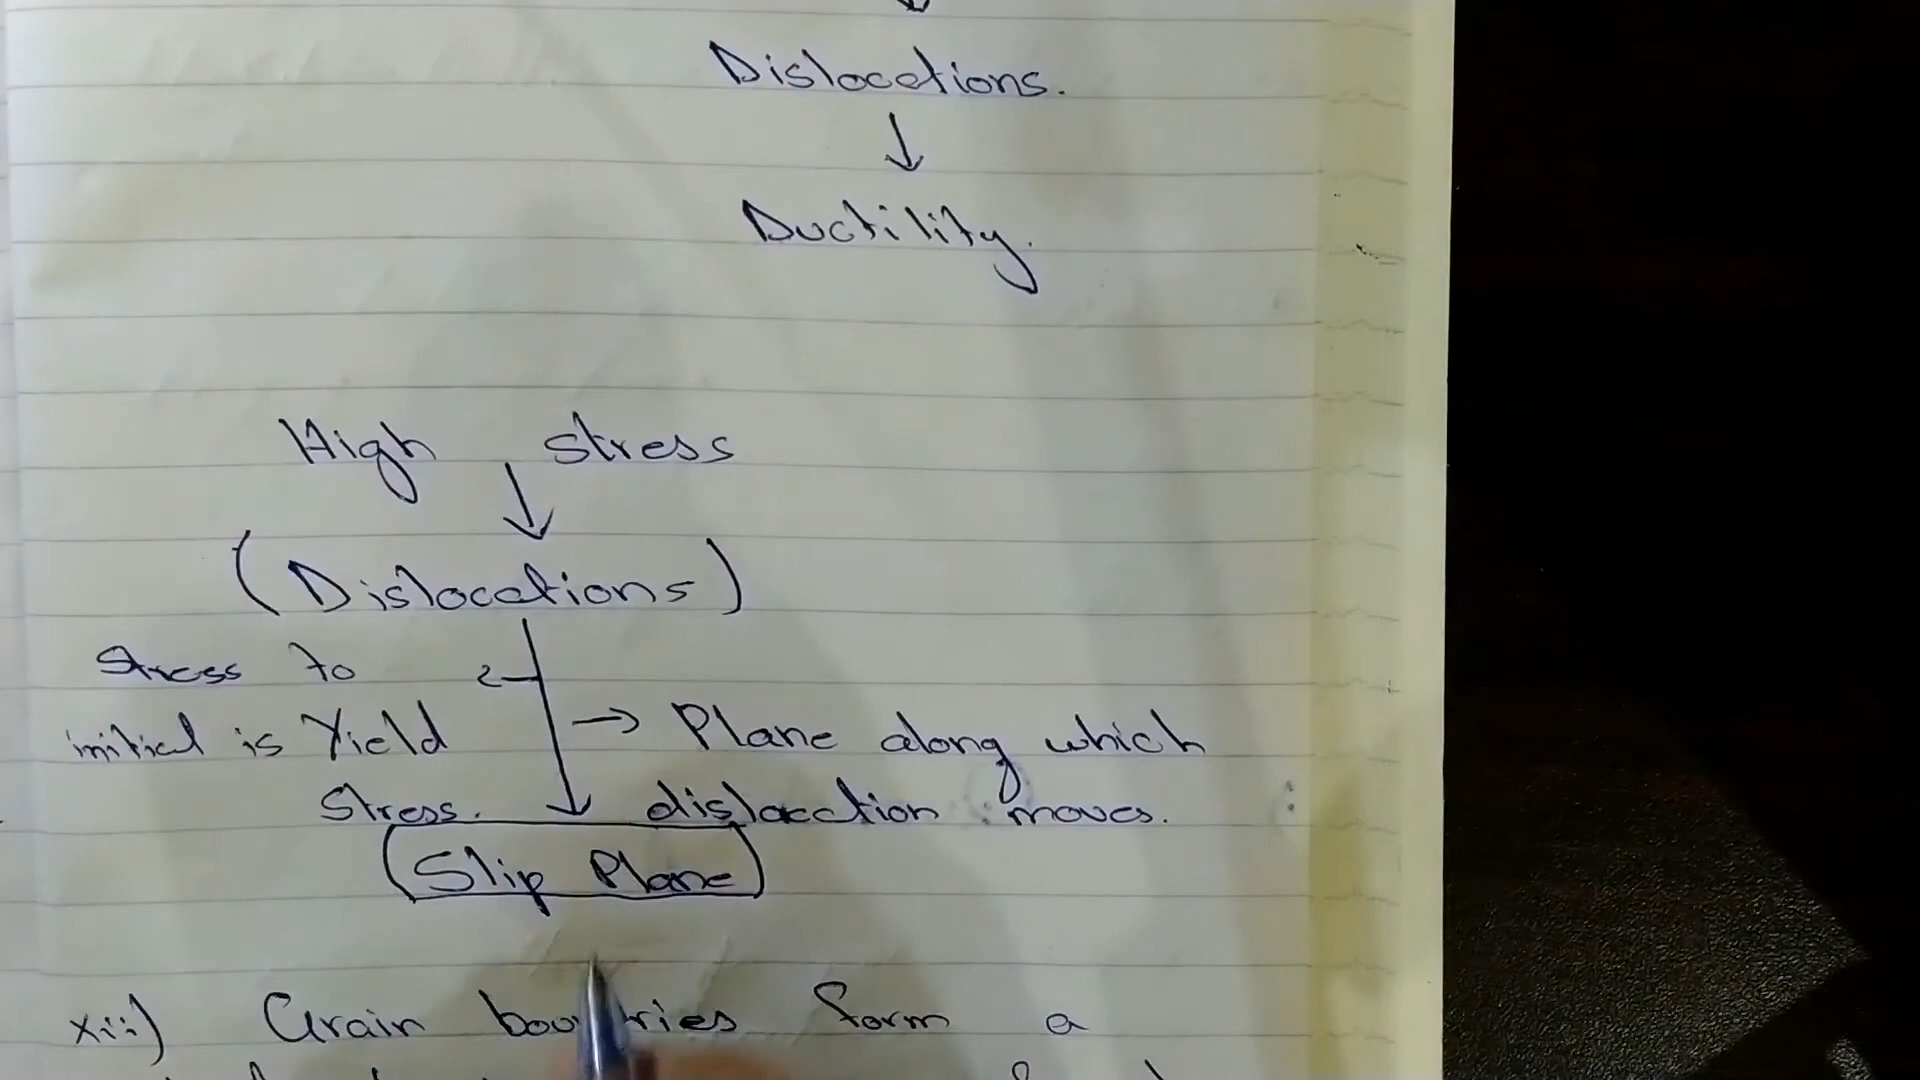 Dislocations.
↓
Ductility.
High stress
↓
(Dislocations)
Stress to
initial is Yield → Plane along which
Stress. dislocation moves.
Slip Plane
xii) Grain form a